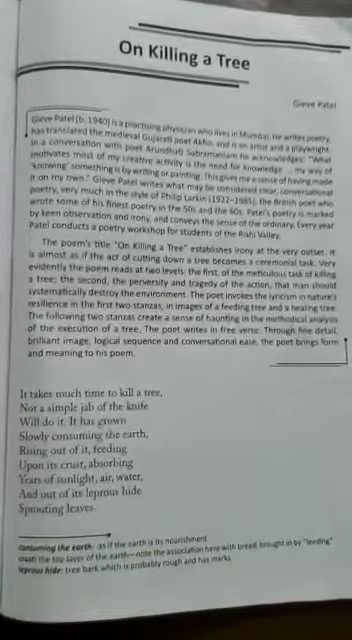 On Killing a Tree
Gieve Patel
Gieve Patel (b. 1940) is a practising physician who lives in Mumbai. He writes poetry,
has translated the medieval Gujarati poet Akho, and is an artist and a playwright.
In a conversation with poet Arundhati Subramaniam he acknowledges: "What
motivates most of my creative activity is the need for knowledge ... my way of
'knowing' something is by writing or painting. This gives me a sense of having made
it on my own." Gieve Patel writes what may be considered clear, conversational
poetry, very much in the style of Philip Larkin (1922–1985), the British poet who
wrote some of his finest poetry in the 50s and the 60s. Patel's poetry is marked
by keen observation and irony, and conveys the sense of the ordinary. Every year
Patel conducts a poetry workshop for students of the Rishi Valley.
The poem's title "On Killing a Tree" establishes irony at the very outset. It
is almost as if the act of cutting down a tree becomes a ceremonial task. Very
evidently the poem reads at two levels: the first, of the meticulous task of killing
a tree; the second, the perversity and tragedy of the action, that man should
systematically destroy the environment. The poet invokes the lyricism in nature's
resilience in the first two stanzas, in images of a feeding tree and a healing tree.
The following two stanzas create a sense of haunting in the methodical analysis
of the execution of a tree. The poet writes in free verse. Through fine detail,
brilliant image, logical sequence and conversational ease, the poet brings form
and meaning to his poem.
It takes much time to kill a tree,
Not a simple jab of the knife
Will do it. It has grown
Slowly consuming the earth,
Rising out of it, feeding
Upon its crust, absorbing
Years of sunlight, air, water,
And out of its leprous hide
Sprouting leaves.
consuming the earth: as if the earth is its nourishment
crust: the top layer of the earth—note the association here with bread, brought in by "feeding"
leprous hide: tree bark which is probably rough and has marks